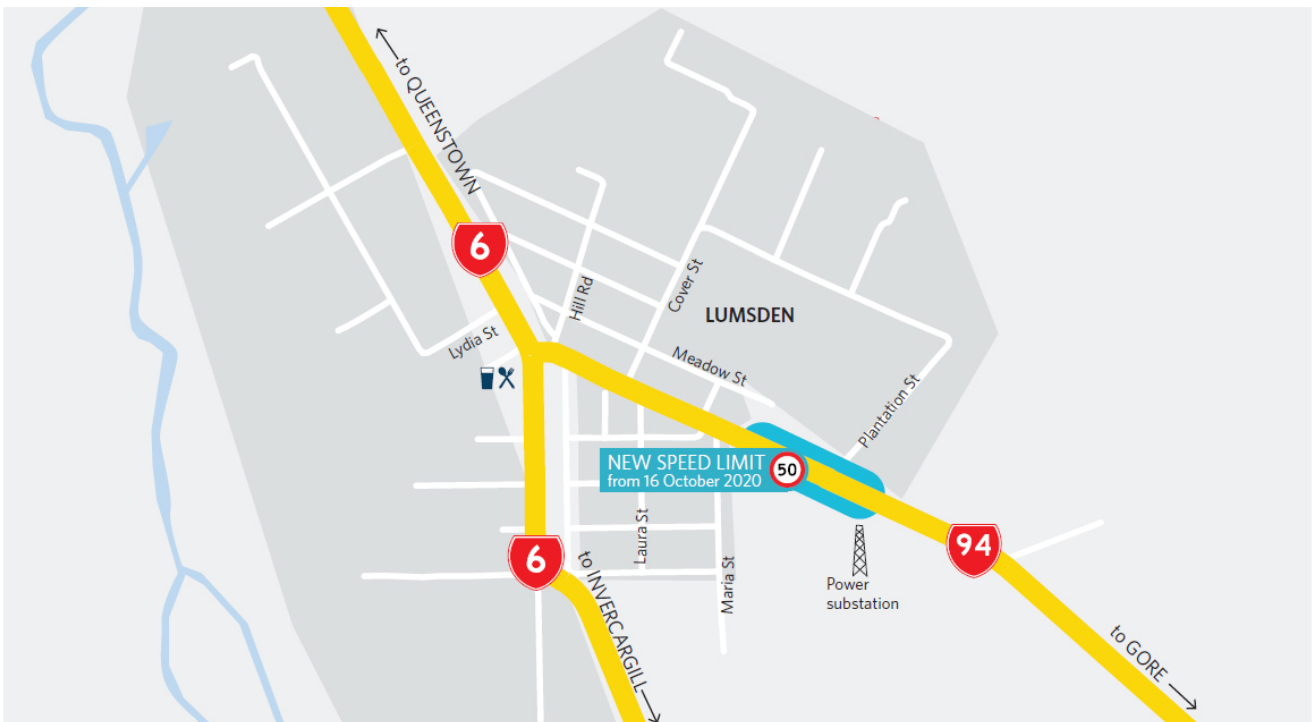 to QUEENSTOWN
6
Hill Rd
Cover St
LUMSDEN
Lydia St
Meadow St
Plantation St
NEW SPEED LIMIT
from 16 October 2020
50
Laura St
6
94
to INVERCARGILL
Maria St
Power
substation
to GORE